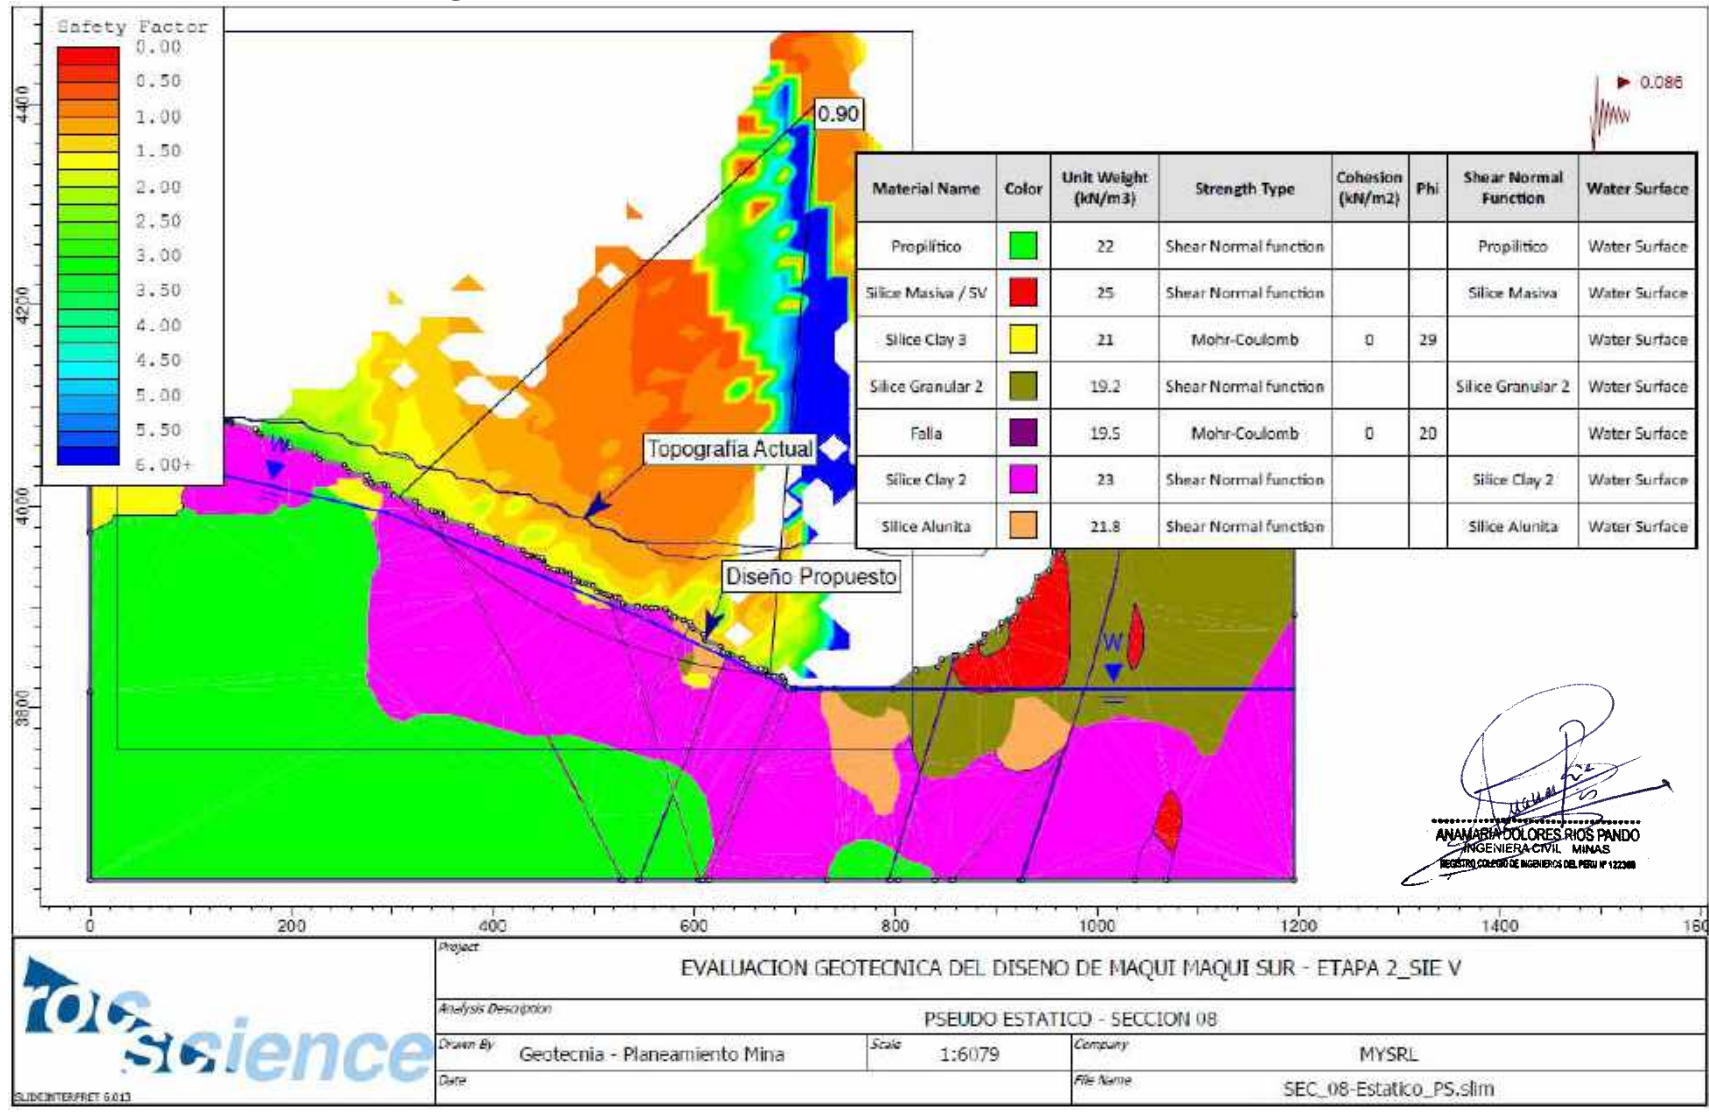 Safety Factor
0.00
0.50
1.00
1.50
2.00
2.50
3.00
3.50
4.00
4.50
5.00
5.50
6.00+
4400
4200
4000
3800
0.90
0.086
Material Name Color Unit Weight (kN/m3) Strength Type Cohesion (kN/m2) Phi Shear Normal Function Water Surface
Propilítico 22 Shear Normal function Propilitico Water Surface
Silice Masiva / SV 25 Shear Normal function Silice Masiva Water Surface
Silice Clay 3 21 Mohr-Coulomb 0 29 Water Surface
Silice Granular 2 19.2 Shear Normal function Silice Granular 2 Water Surface
Falla 19.5 Mohr-Coulomb 0 20 Water Surface
Silice Clay 2 23 Shear Normal function Silice Clay 2 Water Surface
Silice Alunita 21.8 Shear Normal function Silice Alunita Water Surface
Topografía Actual
Diseño Propuesto
W
W
ANAMARIA DOLORES RIOS PANDO
INGENIERA CIVIL MINAS
REGISTRO COLEGIO DE INGENIEROS DEL PERU Nº
0 200 400 600 800 1000 1200 1400 160
rocscience
SLIDEINTERPRET 6.013
Project
EVALUACION GEOTECNICA DEL DISENO DE MAQUI MAQUI SUR - ETAPA 2_SIE V
Analysis Description
PSEUDO ESTATICO - SECCION 08
Drawn By Geotecnia - Planeamiento Mina Scale 1:6079 Company MYSRL
Date File Name SEC_08-Estatico_PS.slim